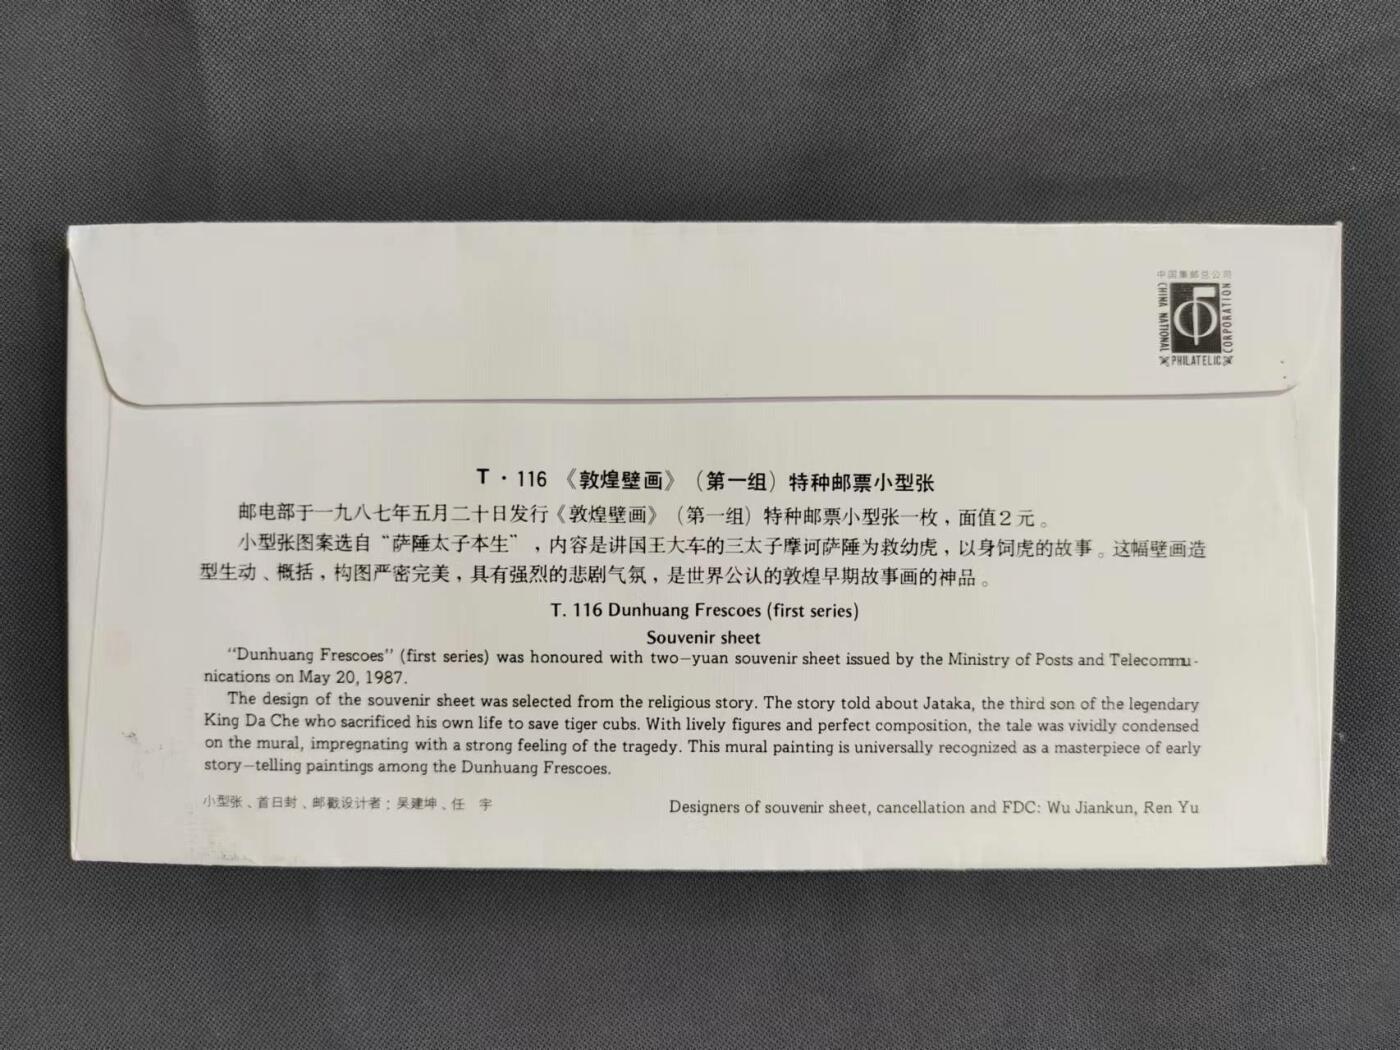 中国集邮总公司
CHINA NATIONAL
PHILATELIC
CORPORATION
T·116 《敦煌壁画》（第一组）特种邮票小型张
邮电部于一九八七年五月二十日发行《敦煌壁画》（第一组）特种邮票小型张一枚，面值2元。
小型张图案选自“萨埵太子本生”，内容是讲国王大车的三太子摩诃萨埵为救幼虎，以身饲虎的故事。这幅壁画造
型生动、概括，构图严密完美，具有强烈的悲剧气氛，是世界公认的敦煌早期故事画的神品。
T. 116 Dunhuang Frescoes (first series)
Souvenir sheet
“Dunhuang Frescoes” (first series) was honoured with two-yuan souvenir sheet issued by the Ministry of Posts and Telecommu-
nications on May 20, 1987.
The design of the souvenir sheet was selected from the religious story. The story told about Jataka, the third son of the legendary
King Da Che who sacrificed his own life to save tiger cubs. With lively figures and perfect composition, the tale was vividly condensed
on the mural, impregnating with a strong feeling of the tragedy. This mural painting is universally recognized as a masterpiece of early
story-telling paintings among the Dunhuang Frescoes.
小型张、首日封、邮戳设计者：吴建坤、任 宇
Designers of souvenir sheet, cancellation and FDC: Wu Jiankun, Ren Yu